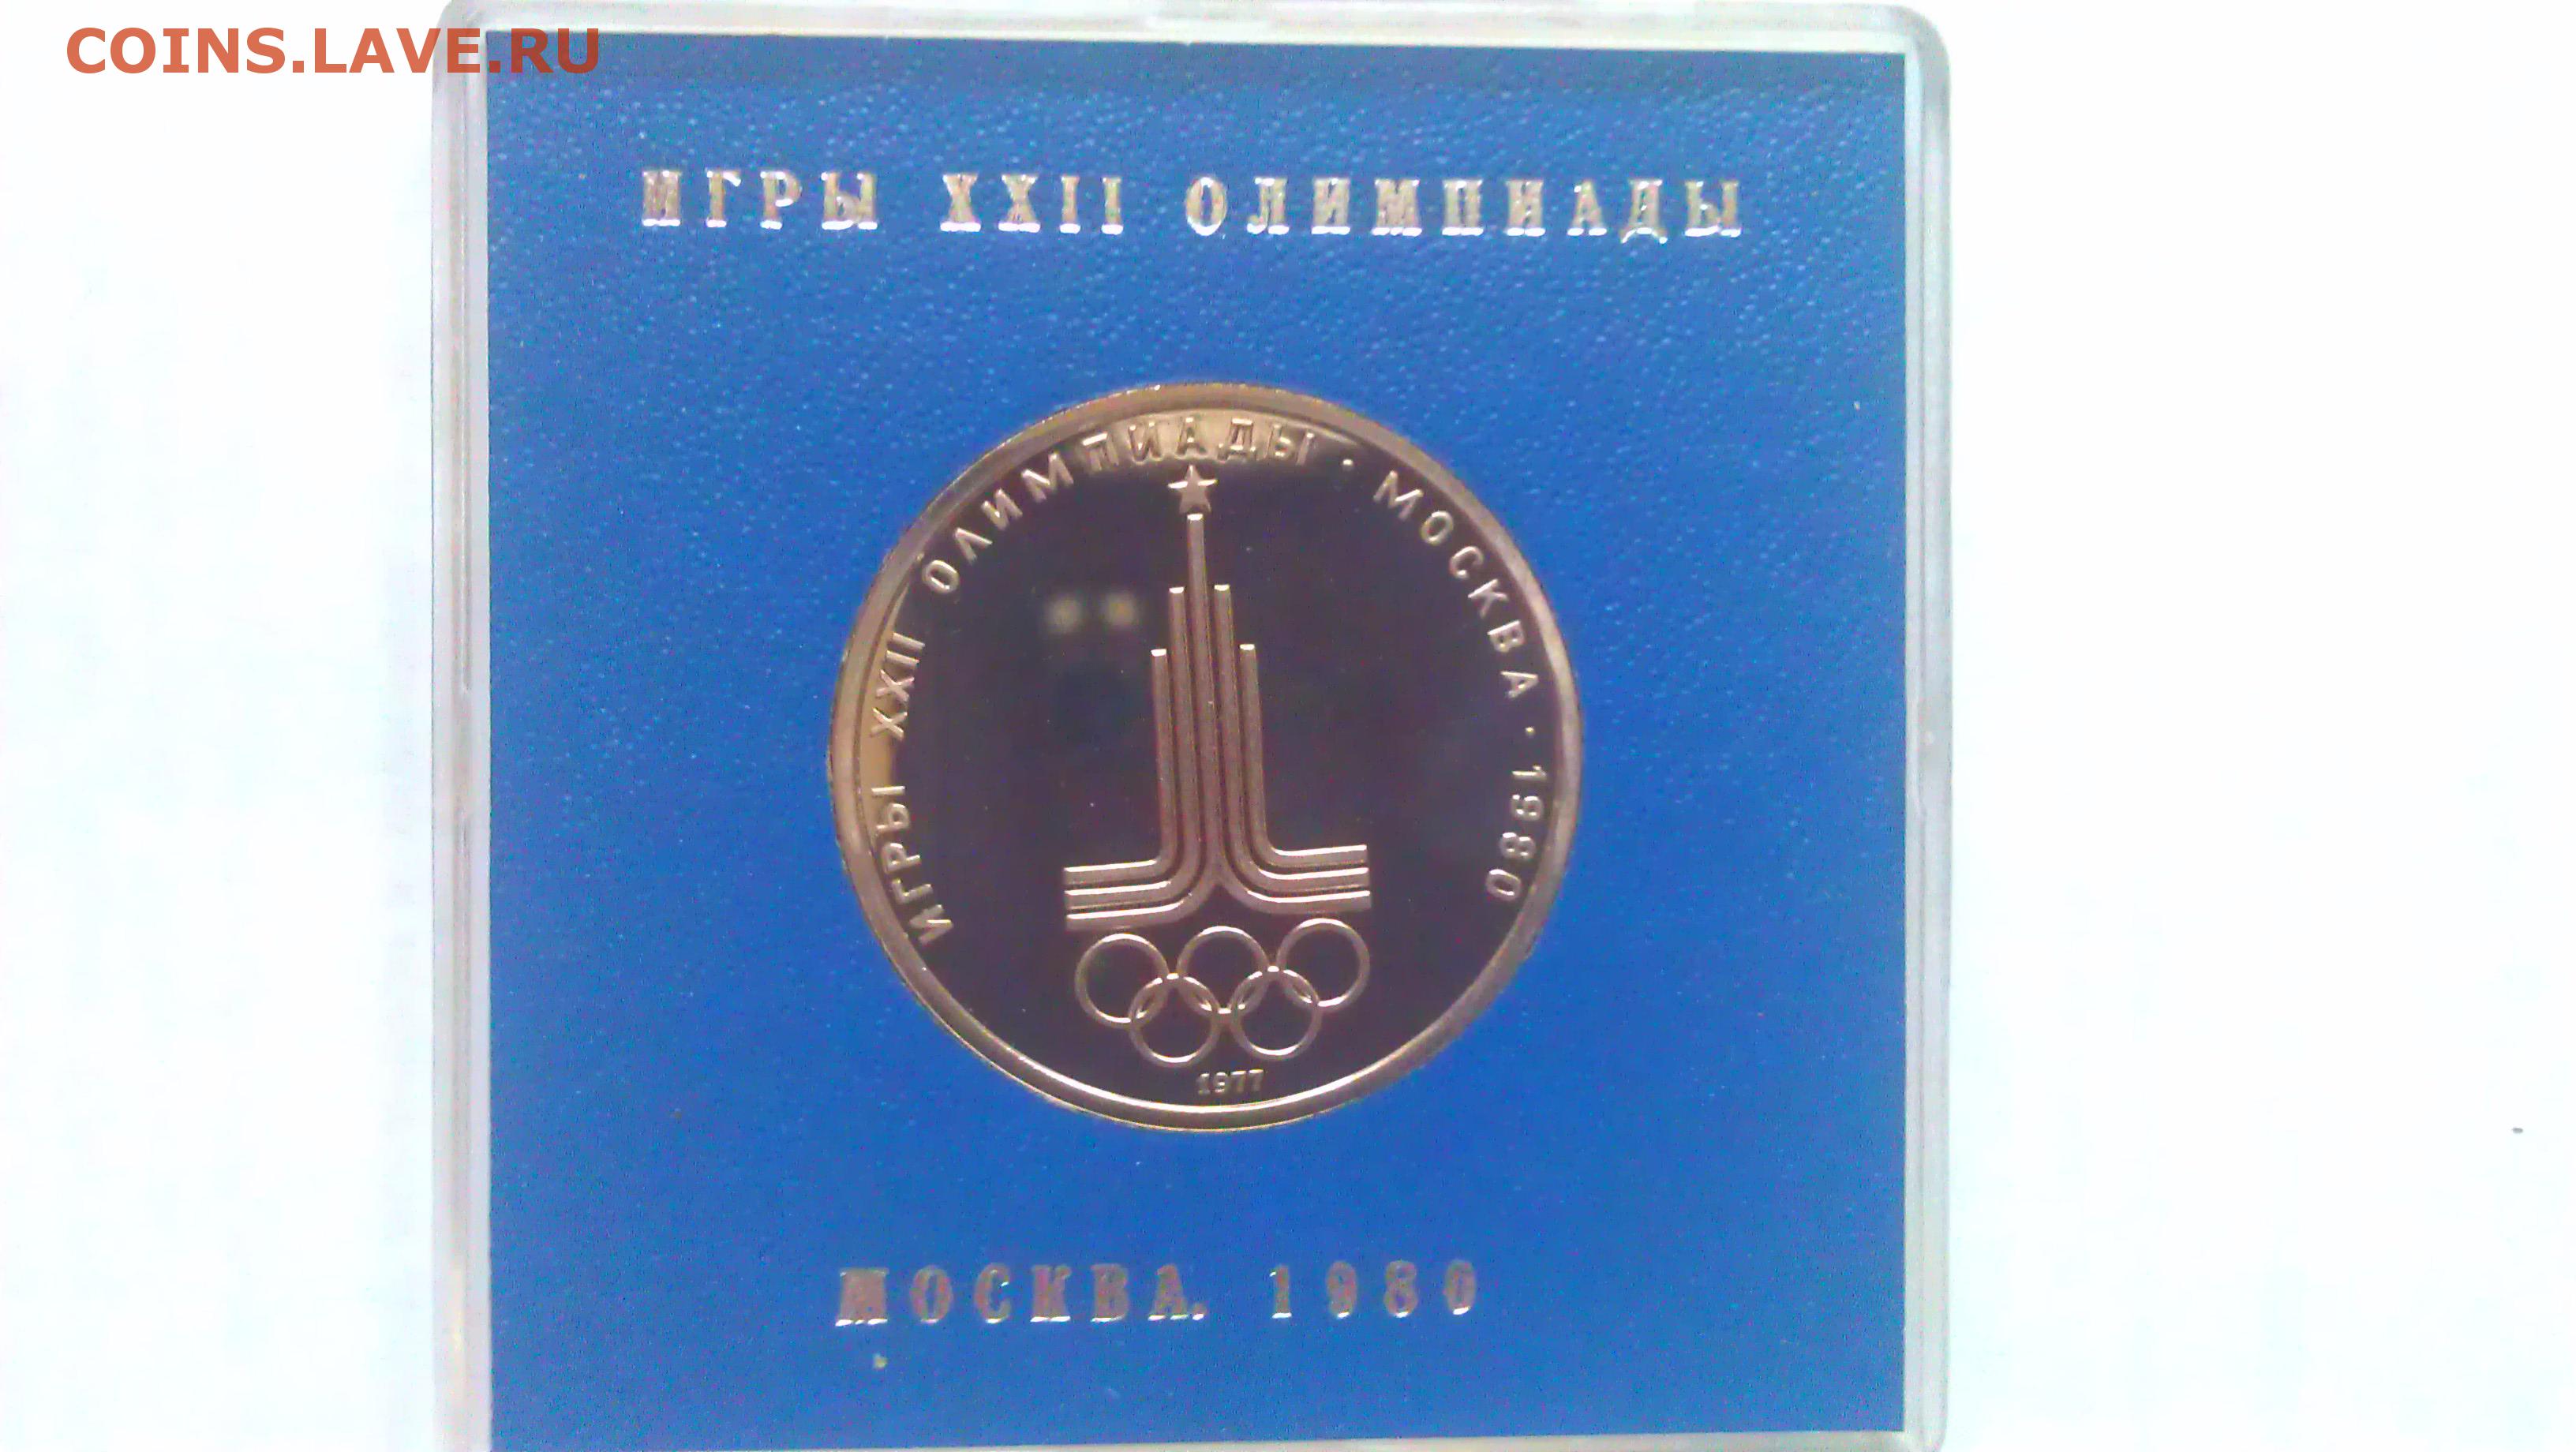 COINS.LAVE.RU
ИГРЫ XXII ОЛИМПИАДЫ
ИГРЫ XXII ОЛИМПИАДЫ · МОСКВА · 1980
1977
МОСКВА. 1980